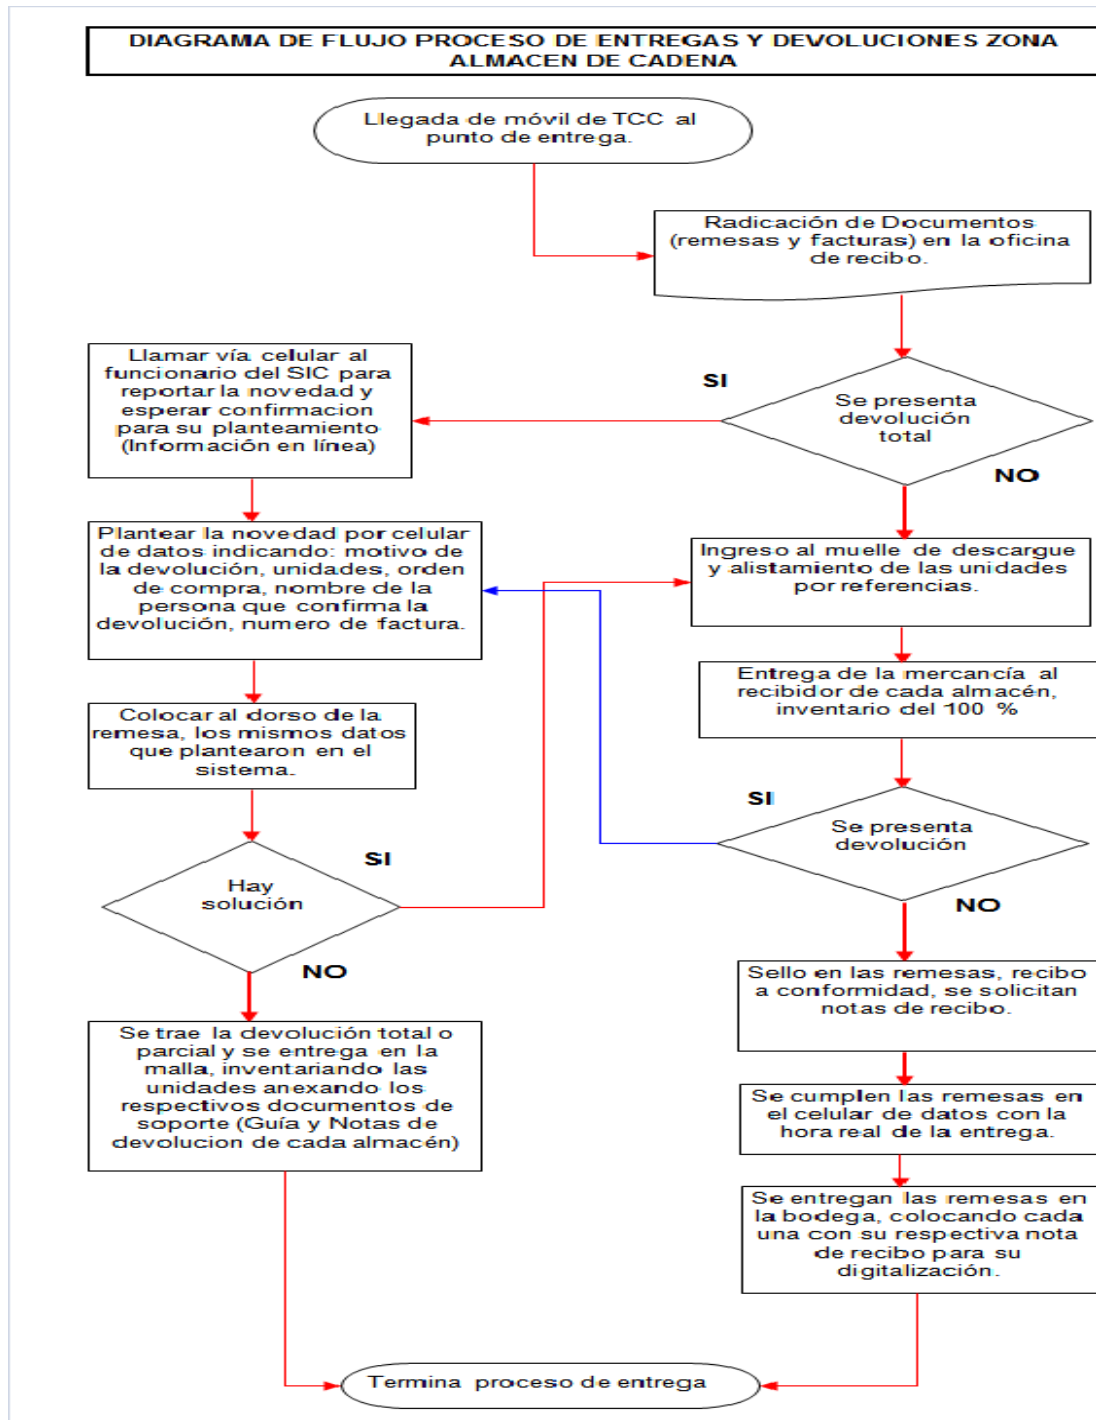 DIAGRAMA DE FLUJO PROCESO DE ENTREGAS Y DEVOLUCIONES ZONA
ALMACEN DE CADENA
Llegada de móvil de TCC al
punto de entrega.
Radicación de Documentos
(remesas y facturas) en la oficina
de recibo.
Se presenta
devolución
total
SI
NO
Llamar vía celular al
funcionario del SIC para
reportar la novedad y
esperar confirmacion
para su planteamiento
(Información en línea)
Plantear la novedad por celular
de datos indicando: motivo de
la devolución, unidades, orden
de compra, nombre de la
persona que confirma la
devolución, numero de factura.
Colocar al dorso de la
remesa, los mismos datos
que plantearon en el
sistema.
Hay
solución
SI
NO
Se trae la devolución total o
parcial y se entrega en la
malla, inventariando las
unidades anexando los
respectivos documentos de
soporte (Guía y Notas de
devolucion de cada almacén)
Ingreso al muelle de descargue
y alistamiento de las unidades
por referencias.
Entrega de la mercancía al
recibidor de cada almacén,
inventario del 100 %
SI
Se presenta
devolución
NO
Sello en las remesas, recibo
a conformidad, se solicitan
notas de recibo.
Se cumplen las remesas en
el celular de datos con la
hora real de la entrega.
Se entregan las remesas en
la bodega, colocando cada
una con su respectiva nota
de recibo para su
digitalización.
Termina proceso de entrega